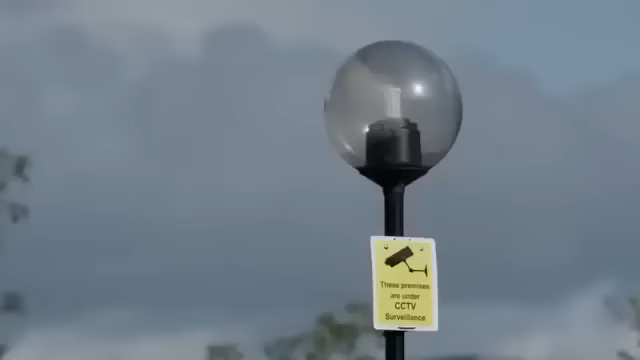 These premises
are under
CCTV
Surveillance